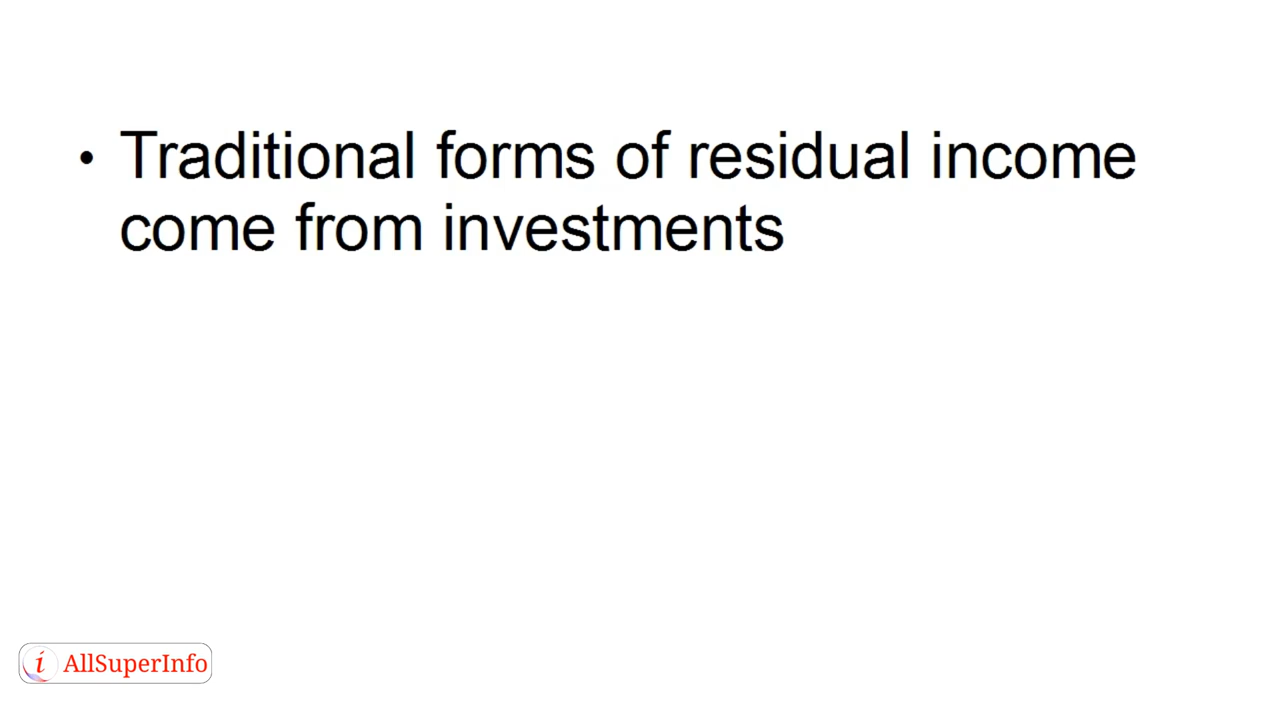 • Traditional forms of residual income
come from investments
i AllSuperInfo